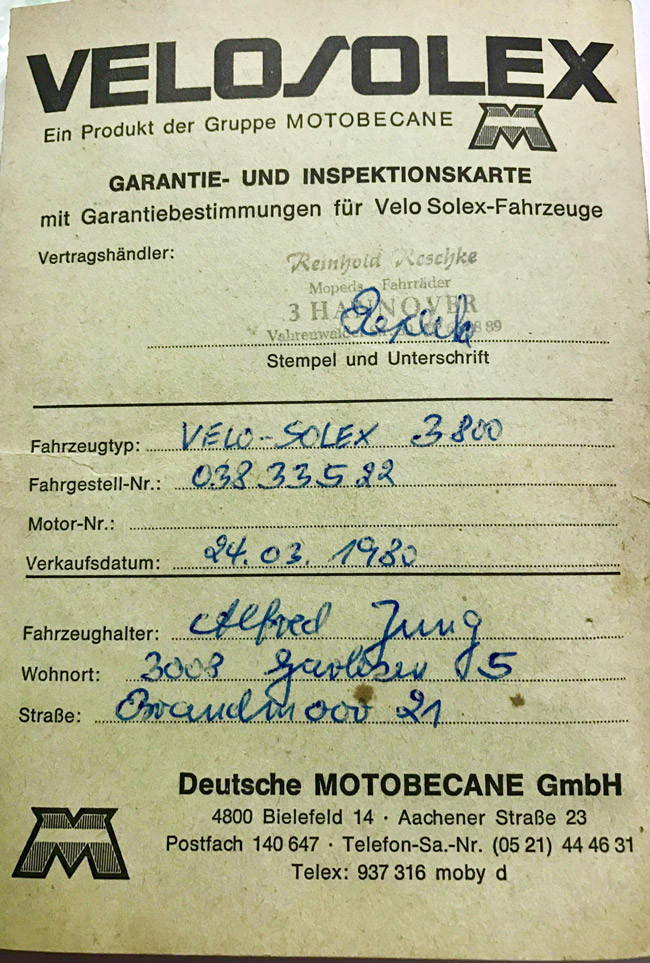 VELOSOLEX
Ein Produkt der Gruppe MOTOBECANE
M
GARANTIE- UND INSPEKTIONSKARTE
mit Garantiebestimmungen für Velo Solex-Fahrzeuge
Vertragshändler:
Reinhold Reschke
Mopeds Fahrräder
3 HANNOVER
Stempel und Unterschrift
Fahrzeugtyp: VELO-SOLEX 3800
Fahrgestell-Nr.: 03833522
Motor-Nr.:
Verkaufsdatum: 24.03.1980
Fahrzeughalter: Alfred Jung
Wohnort: 3008 Garbsen 5
Straße: Brandmoor 21
Deutsche MOTOBECANE GmbH
4800 Bielefeld 14 · Aachener Straße 23
Postfach 140 647 · Telefon-Sa.-Nr. (05 21) 44 46 31
Telex: 937 316 moby d
M